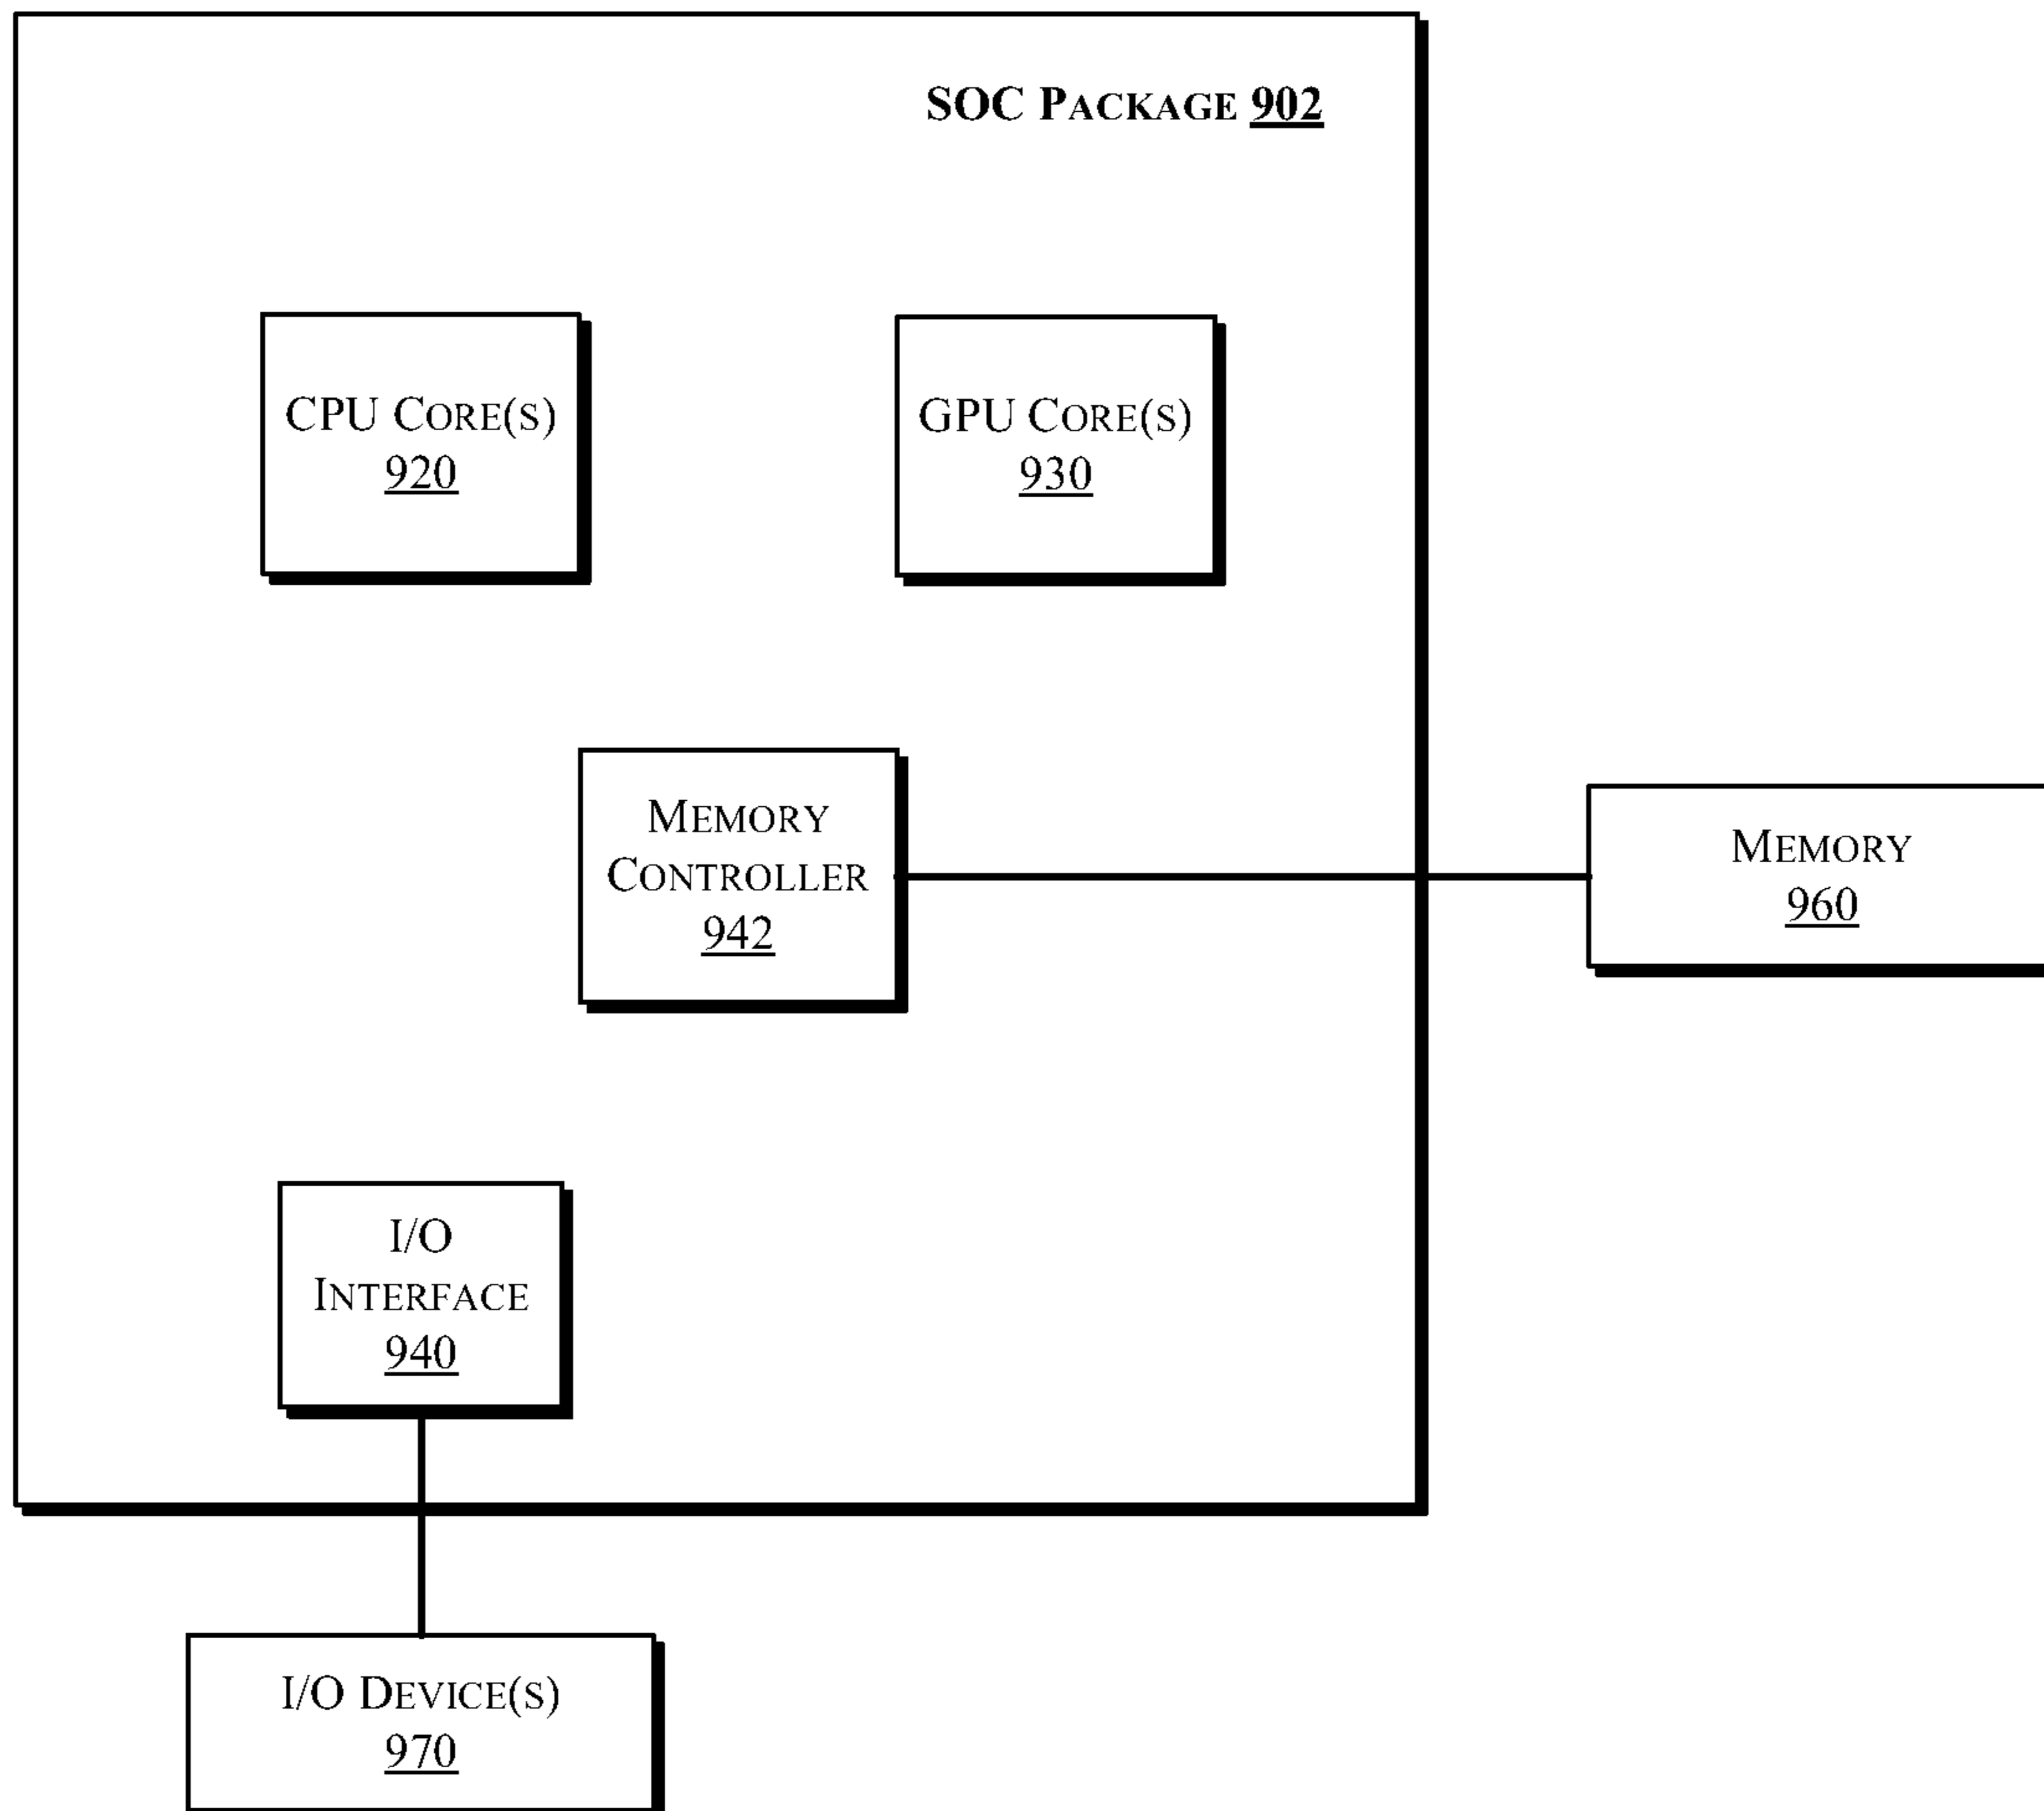 SOC PACKAGE 902
CPU CORE(S)
920
GPU CORE(S)
930
MEMORY
CONTROLLER
942
MEMORY
960
I/O
INTERFACE
940
I/O DEVICE(S)
970